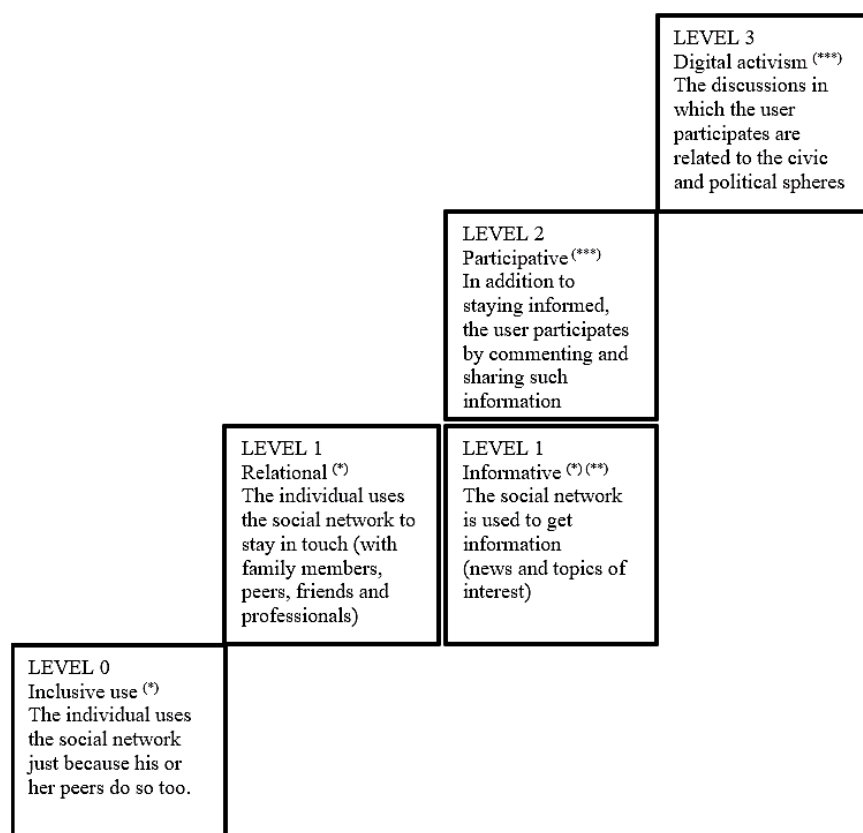 LEVEL 3
Digital activism (***)
The discussions in
which the user
participates are
related to the civic
and political spheres
LEVEL 2
Participative (***)
In addition to
staying informed,
the user participates
by commenting and
sharing such
information
LEVEL 1
Relational (*)
The individual uses
the social network to
stay in touch (with
family members,
peers, friends and
professionals)
LEVEL 1
Informative (*) (**)
The social network
is used to get
information
(news and topics of
interest)
LEVEL 0
Inclusive use (*)
The individual uses
the social network
just because his or
her peers do so too.